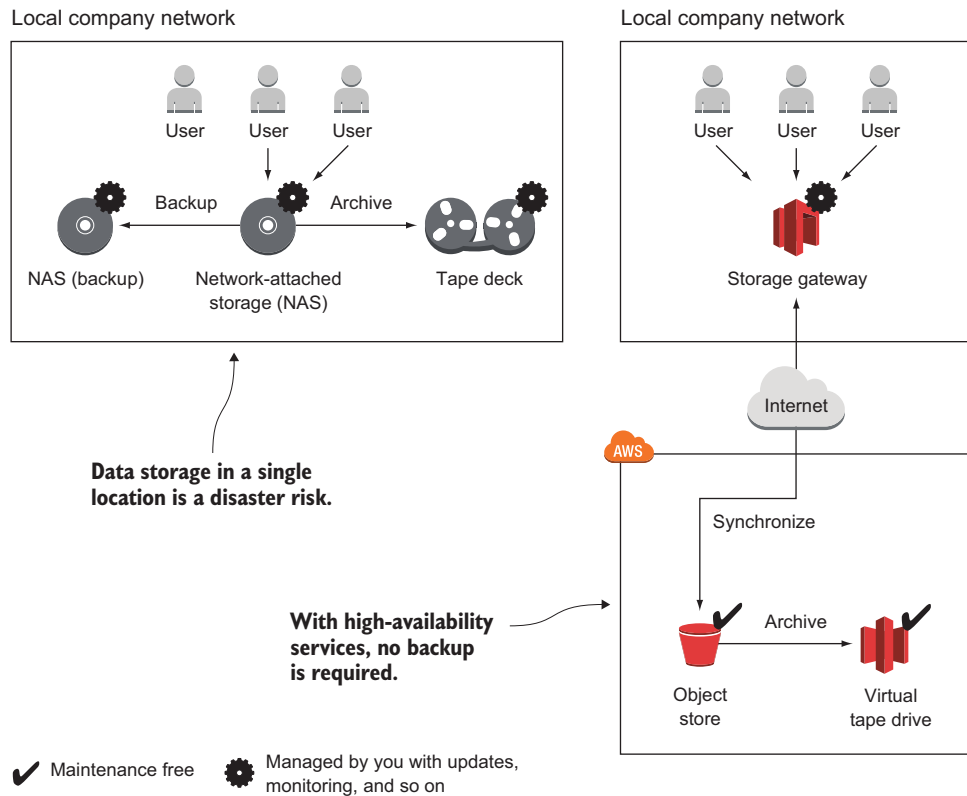 Local company network
User
User
User
Backup
Archive
NAS (backup)
Network-attached
storage (NAS)
Tape deck
Data storage in a single
location is a disaster risk.
Local company network
User
User
User
Storage gateway
Internet
AWS
Synchronize
With high-availability
services, no backup
is required.
Archive
Object
store
Virtual
tape drive
Maintenance free
Managed by you with updates,
monitoring, and so on